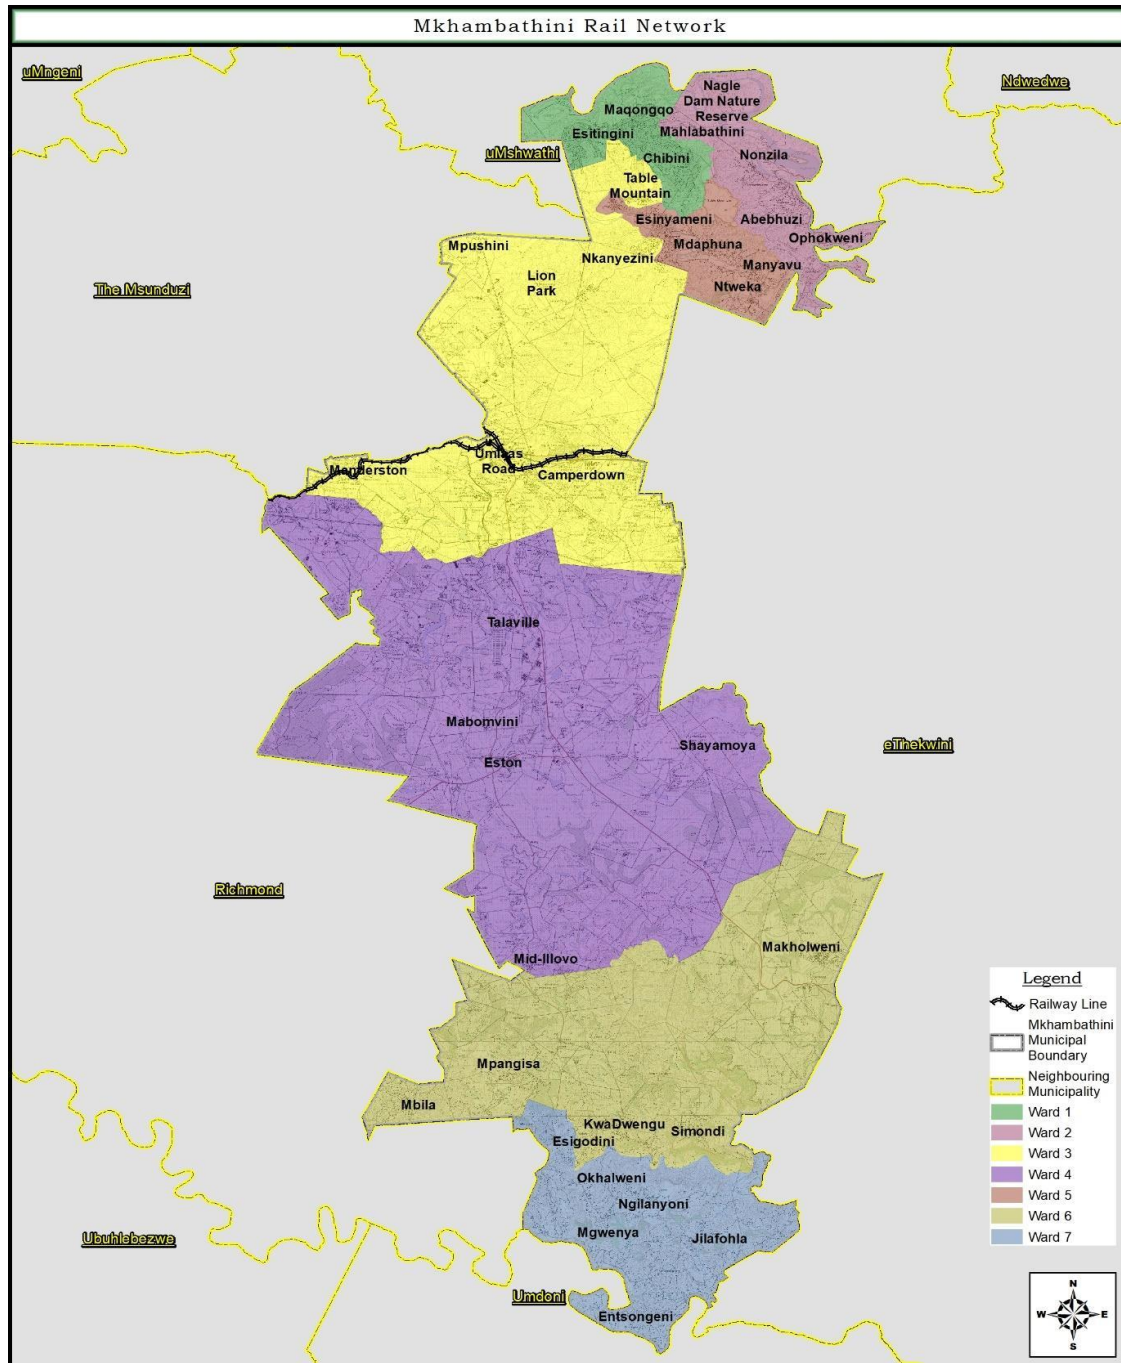 Mkhambathini Rail Network
uMngeni
Ndwedwe
Nagle
Dam Nature
Reserve
Maqongqo
Mahlabathini
Esitingini
uMshwathi
Chibini
Nonzila
Table
Mountain
Esinyameni
Abebhuzi
Ophokweni
Mpushini
Mdaphuna
Nkanyezini
Manyavu
Lion
Park
Ntweka
The Msunduzi
Umlaas
Road
Manderston
Camperdown
Talaville
Mabomvini
Shayamoya
eThekwini
Eston
Richmond
Makholweni
Mid-Illovo
Mpangisa
Mbila
KwaDwengu
Simondi
Esigodini
Okhalweni
Ngilanyoni
Mgwenya
Jilafohla
Ubuhlebezwe
Umdoni
Entsongeni
Legend
Railway Line
Mkhambathini
Municipal
Boundary
Neighbouring
Municipality
Ward 1
Ward 2
Ward 3
Ward 4
Ward 5
Ward 6
Ward 7
N
W
E
S